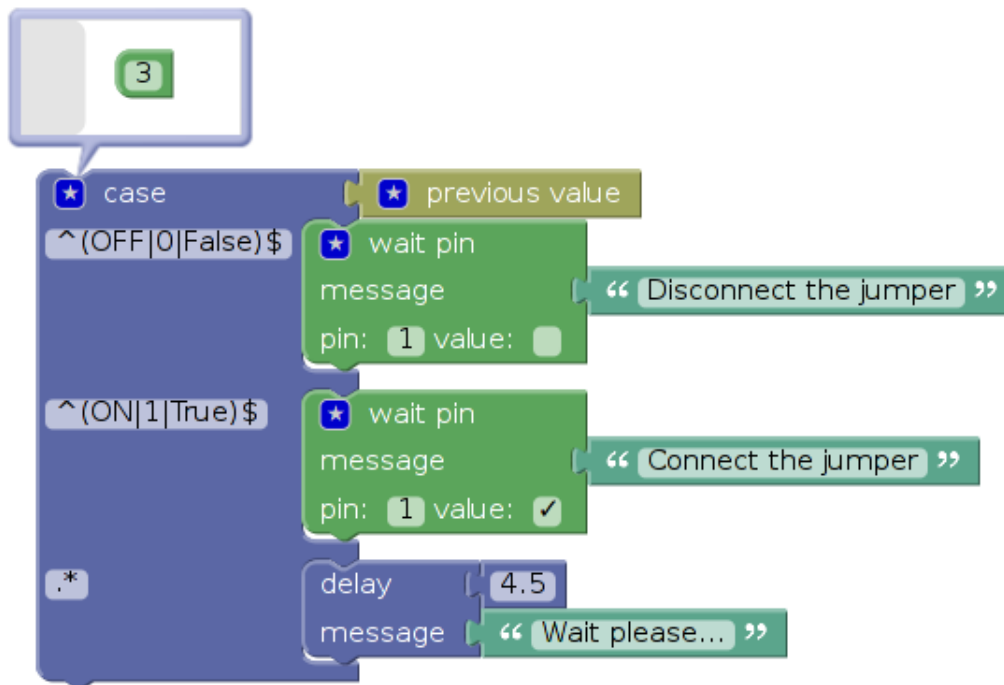 3
case previous value
^(OFF|0|False)$ wait pin
message “ Disconnect the jumper ”
pin: 1 value:
^(ON|1|True)$ wait pin
message “ Connect the jumper ”
pin: 1 value: ✓
.* delay 4.5
message “ Wait please... ”